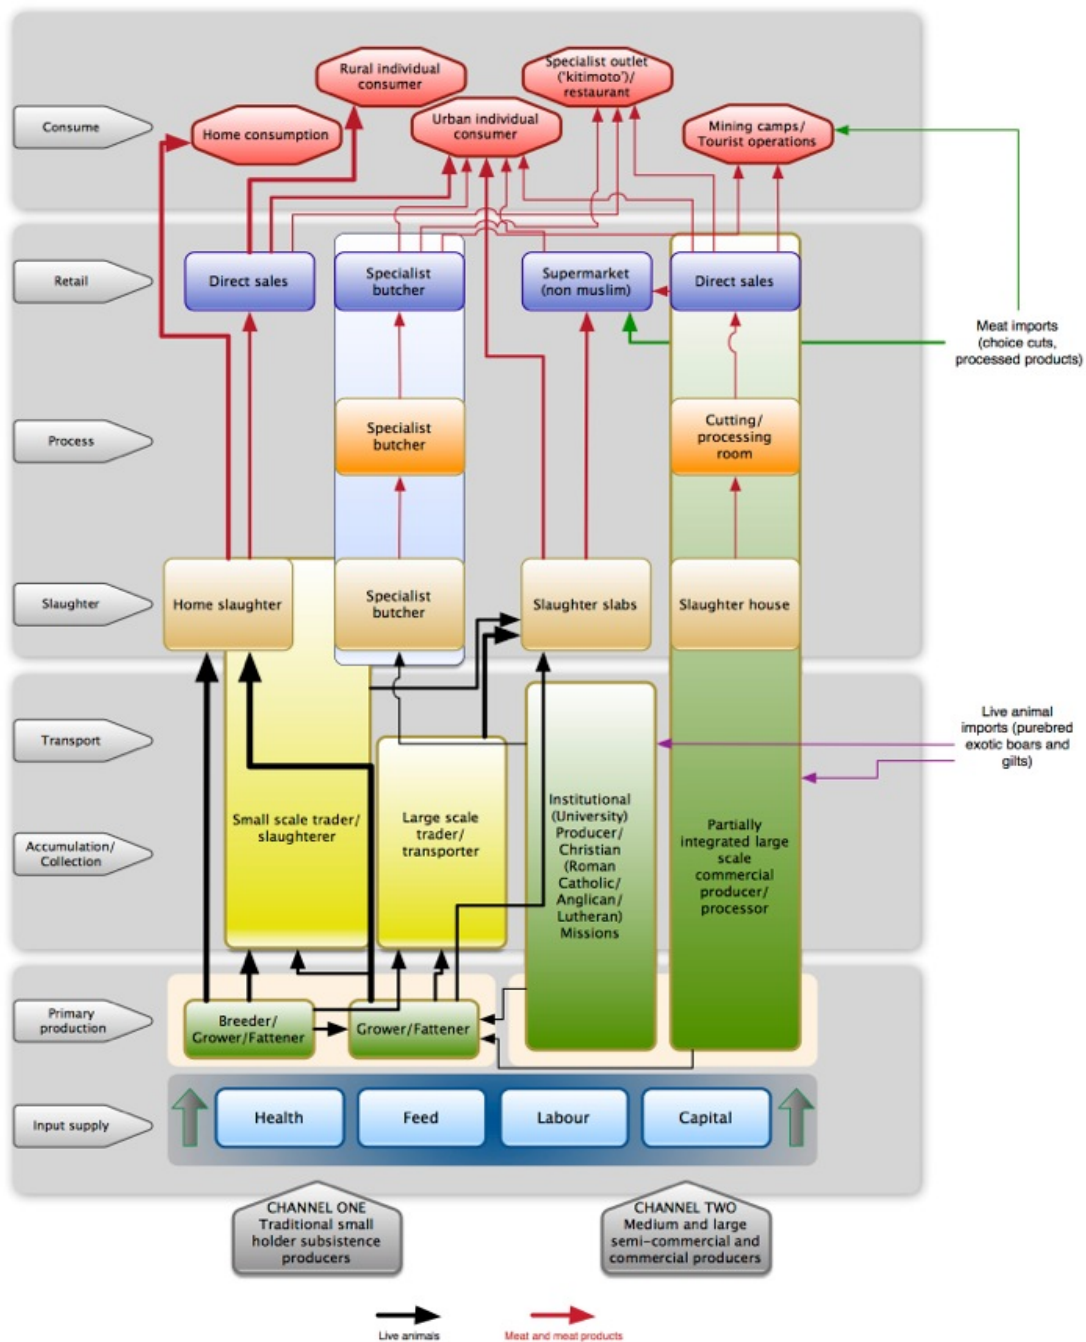 Consume
Home consumption
Rural individual
consumer
Urban individual
consumer
Specialist outlet
('kitimoto')/
restaurant
Mining camps/
Tourist operations
Retail
Direct sales
Specialist
butcher
Supermarket
(non muslim)
Direct sales
Meat imports
(choice cuts,
processed products)
Process
Specialist
butcher
Cutting/
processing
room
Slaughter
Home slaughter
Specialist
butcher
Slaughter slabs
Slaughter house
Transport
Live animal
imports (purebred
exotic boars and
gilts)
Accumulation/
Collection
Small scale trader/
slaughterer
Large scale
trader/
transporter
Institutional
(University)
Producer/
Christian
(Roman
Catholic/
Anglican/
Lutheran)
Missions
Partially
integrated large
scale
commercial
producer/
processor
Primary
production
Breeder/
Grower/Fattener
Grower/Fattener
Input supply
Health
Feed
Labour
Capital
CHANNEL ONE
Traditional small
holder subsistence
producers
CHANNEL TWO
Medium and large
semi-commercial and
commercial producers
Live animals
Meat and meat products